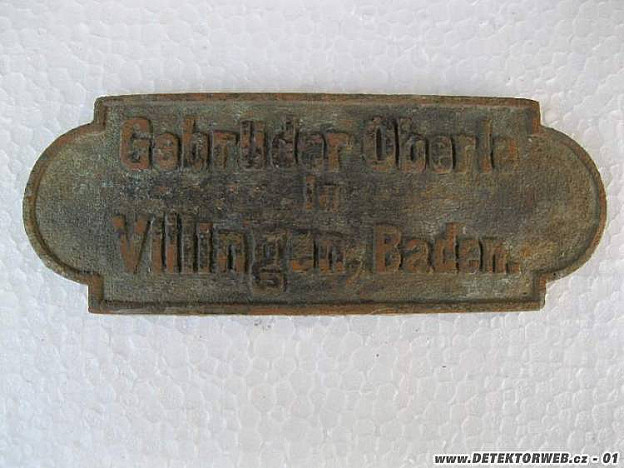 Gebrüder Oberle
in
Villingen, Baden.
www.DETEKTORWEB.cz - 01